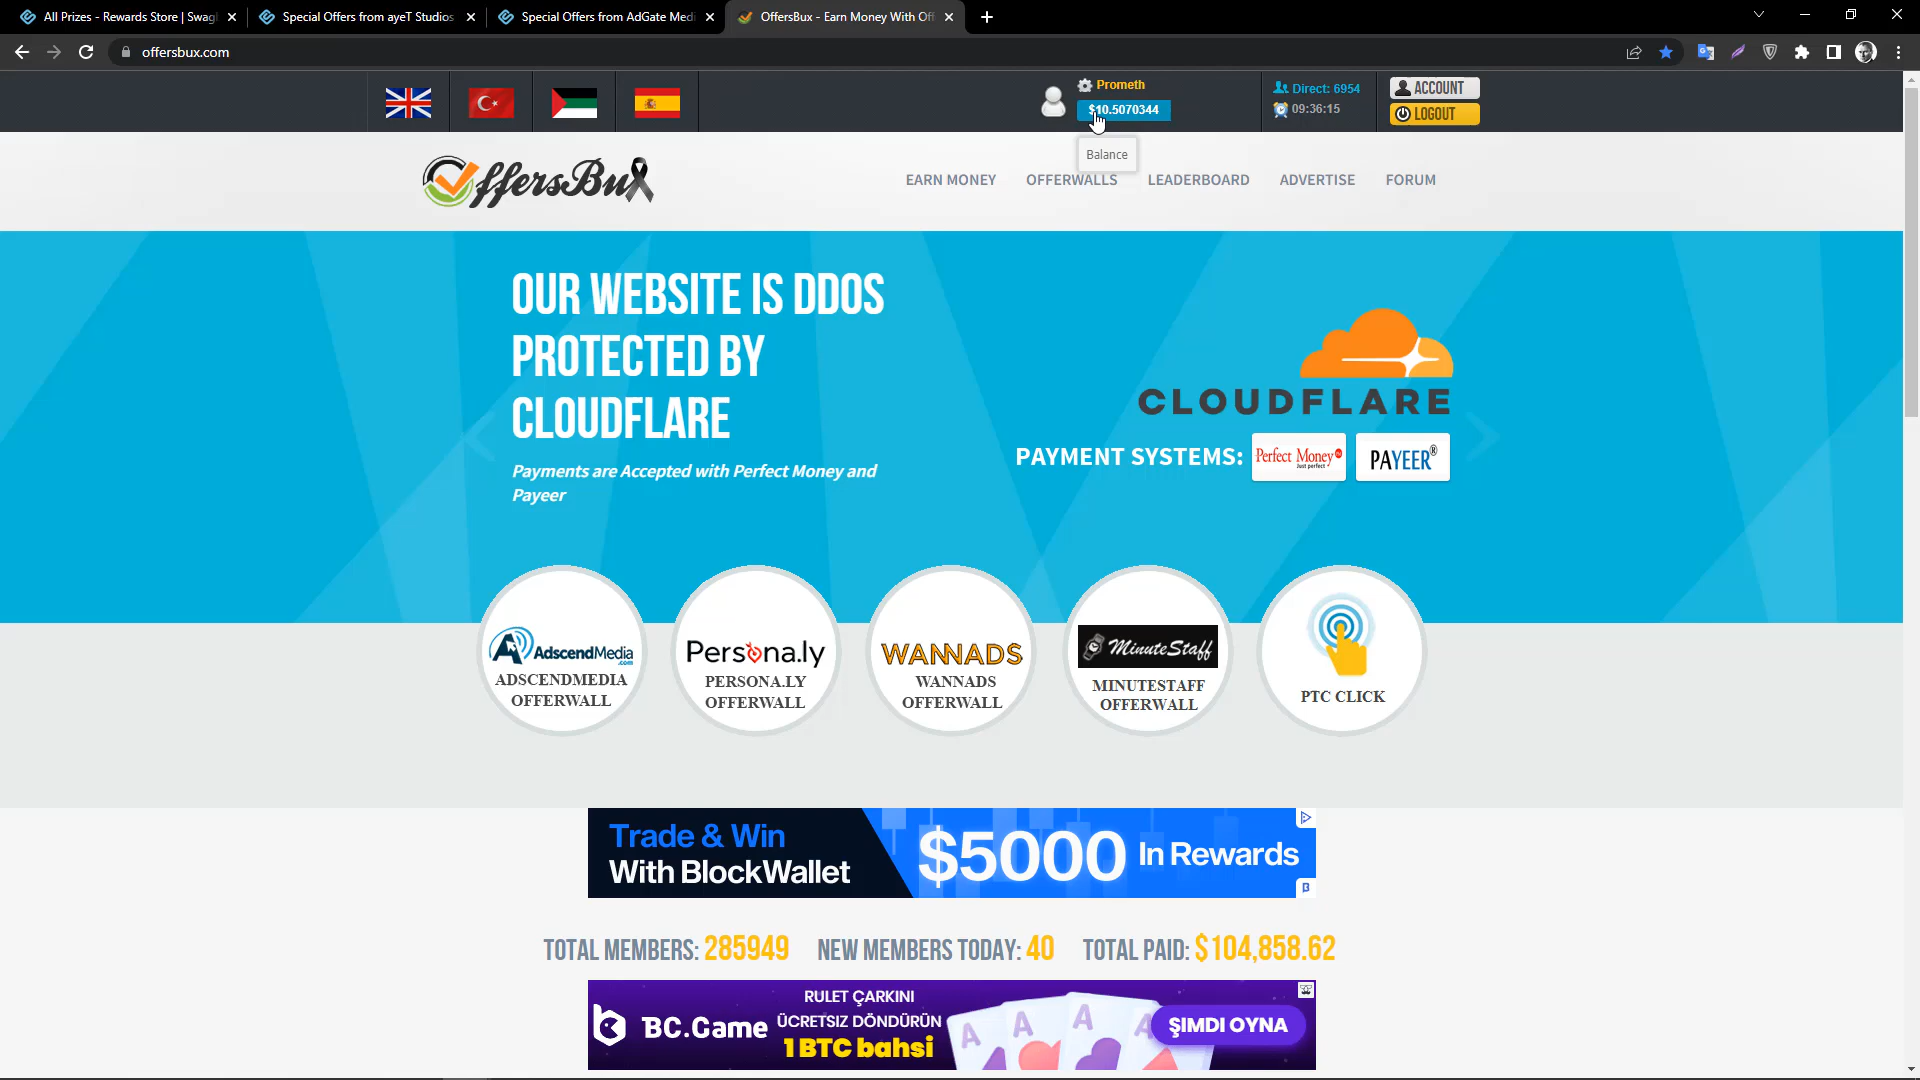 All Prizes - Rewards Store | Swag
Special Offers from ayeT Studios
Special Offers from AdGate Medi
OffersBux - Earn Money With Off
offersbux.com
Prometh
$10.5070344
Direct: 6954
09:36:15
ACCOUNT
LOGOUT
Balance
OffersBux
EARN MONEY
OFFERWALLS
LEADERBOARD
ADVERTISE
FORUM
OUR WEBSITE IS DDOS
PROTECTED BY
CLOUDFLARE
Payments are Accepted with Perfect Money and
Payeer
CLOUDFLARE
PAYMENT SYSTEMS:
Perfect Money
Just perfect
PAYEER®
AdscendMedia
.com
ADSCENDMEDIA
OFFERWALL
Persona.ly
PERSONA.LY
OFFERWALL
WANNADS
WANNADS
OFFERWALL
MinuteStaff
MINUTESTAFF
OFFERWALL
PTC CLICK
Trade & Win
With BlockWallet
$5000 In Rewards
TOTAL MEMBERS: 285949
NEW MEMBERS TODAY: 40
TOTAL PAID: $104,858.62
BC.GAME
RULET ÇARKINI
ÜCRETSIZ DÖNDÜRÜN
1 BTC bahsi
A
A
A
A
ŞIMDI OYNA